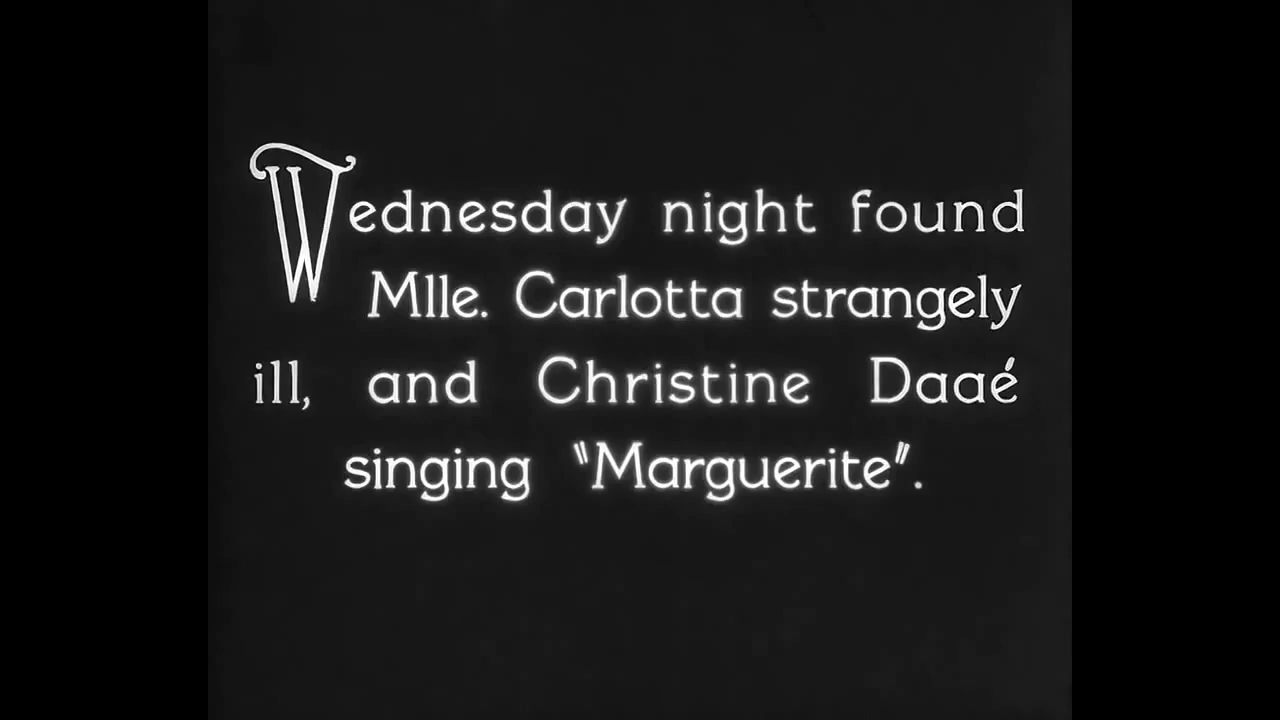 Wednesday night found
Mlle. Carlotta strangely
ill, and Christine Daaé
singing "Marguerite".